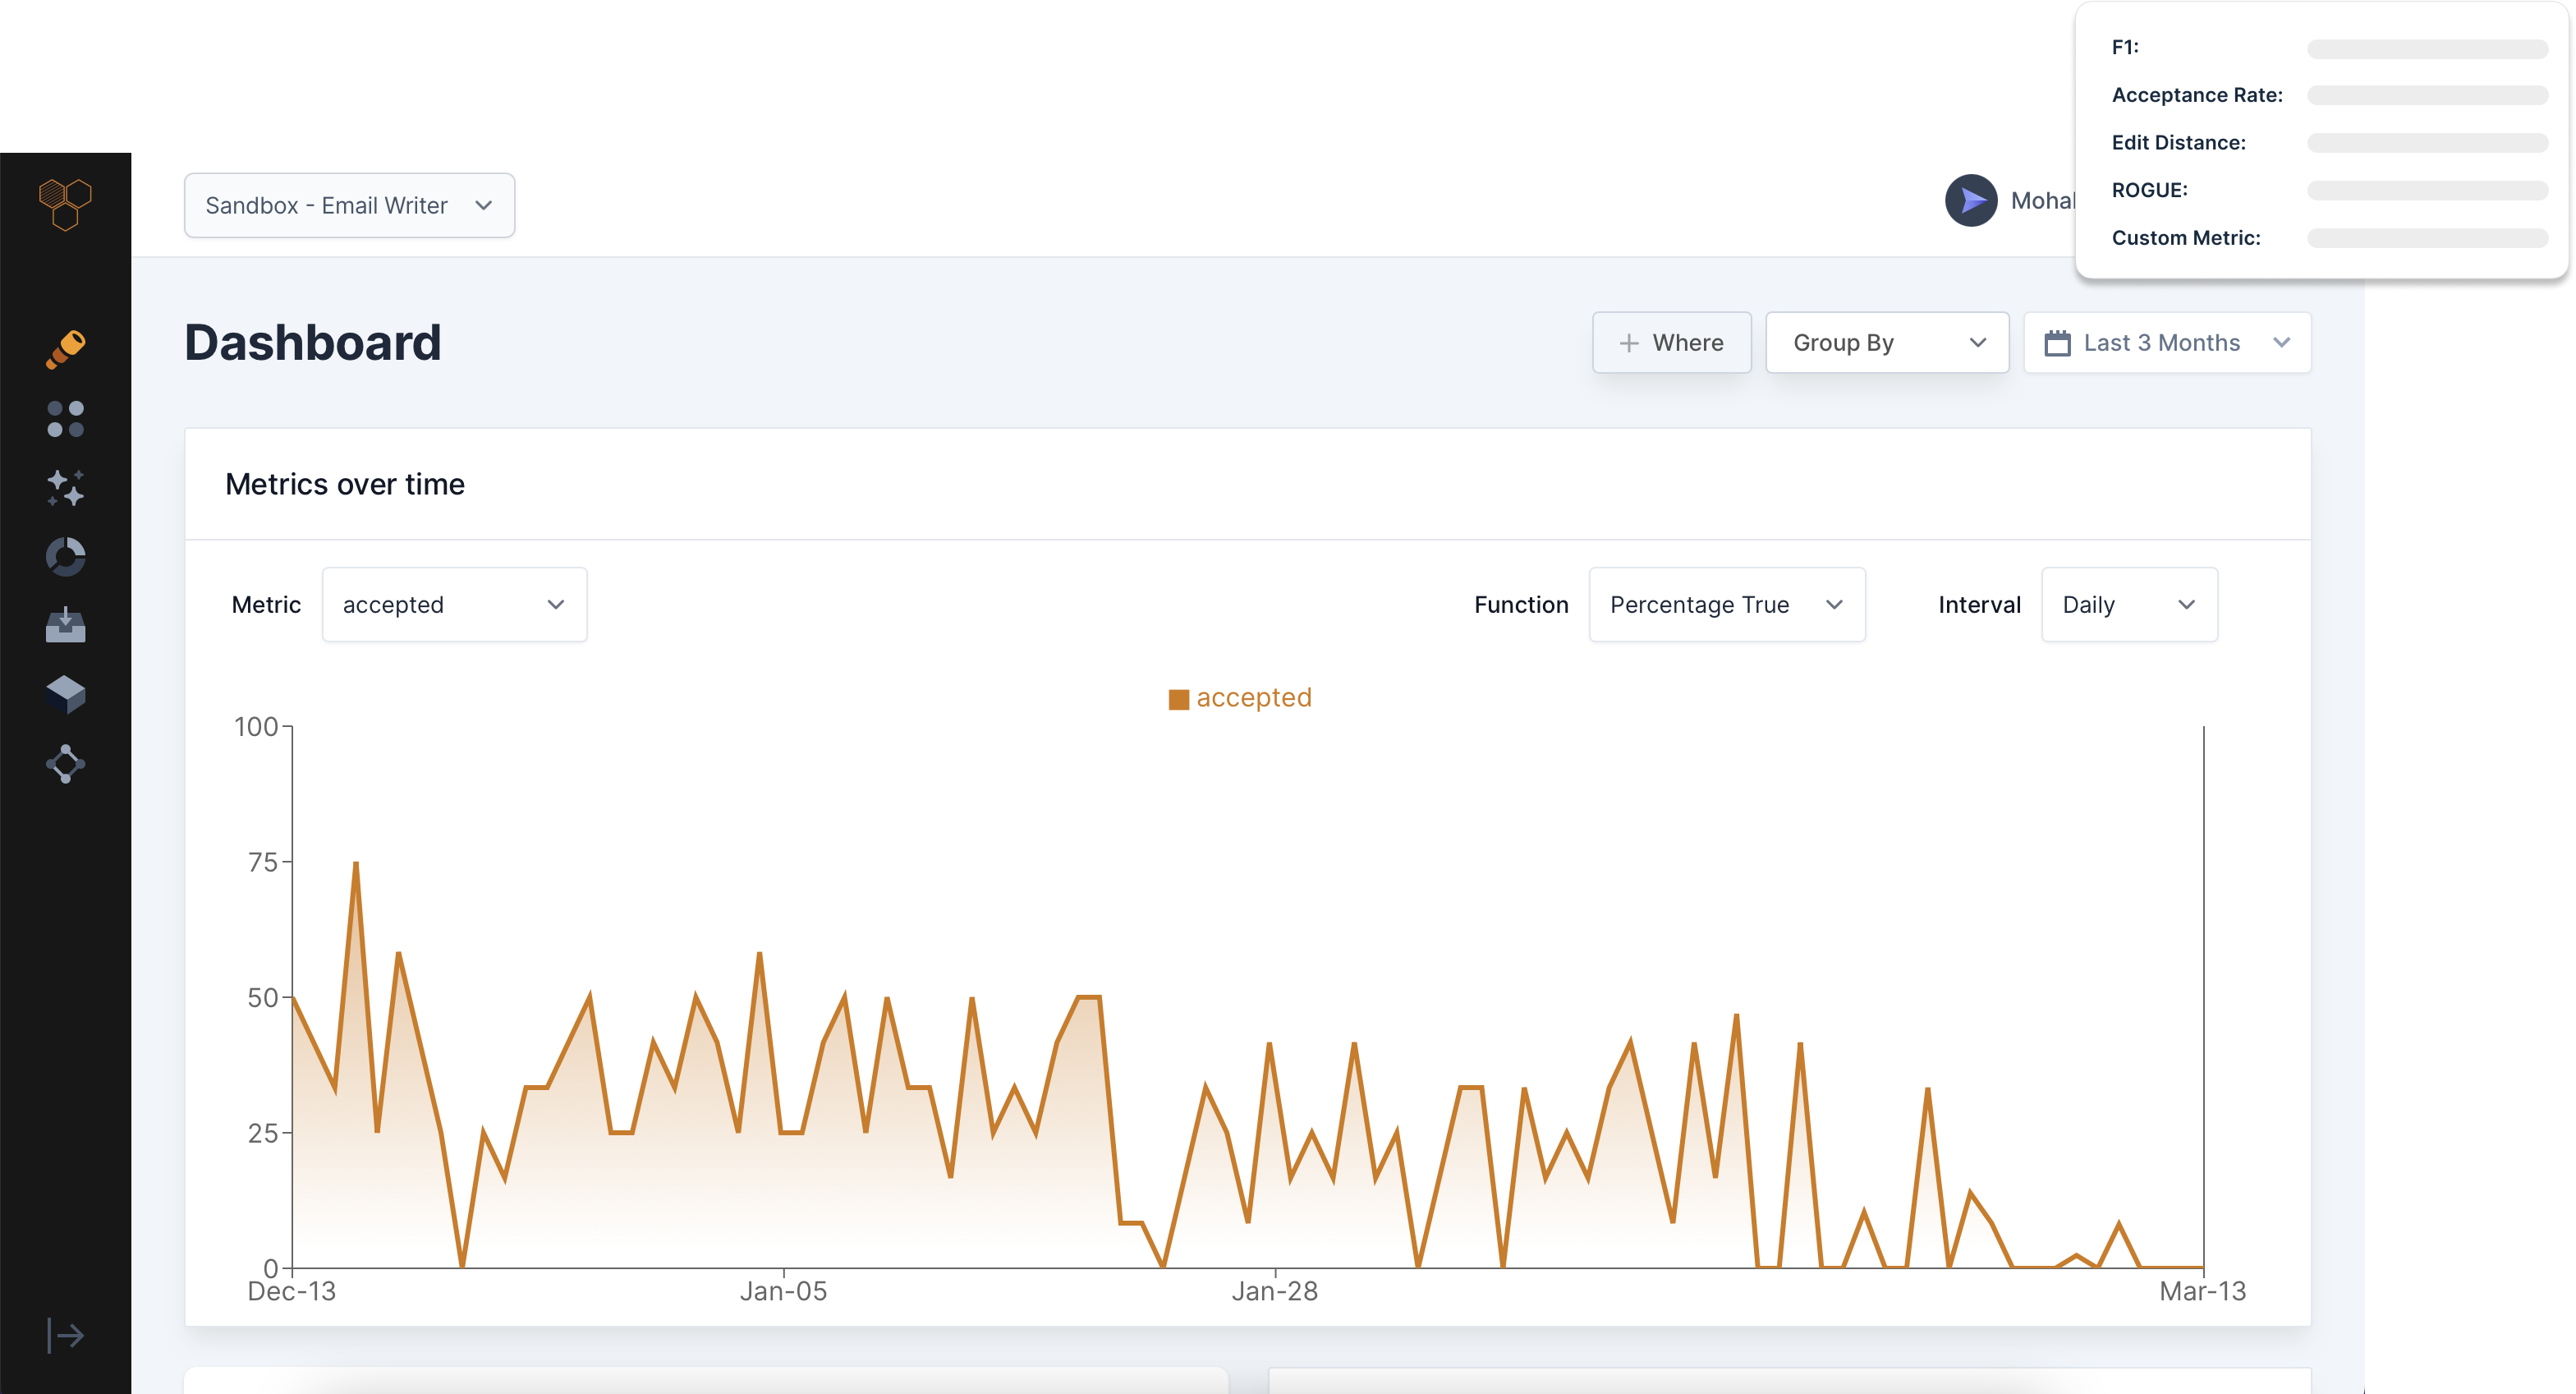 F1:
Acceptance Rate:
Edit Distance:
ROGUE:
Custom Metric:
Sandbox - Email Writer
Dashboard
Where
Group By
Last 3 Months
Metrics over time
Metric
accepted
Function
Percentage True
Interval
Daily
accepted
100
75
50
25
0
Dec-13
Jan-05
Jan-28
Mar-13